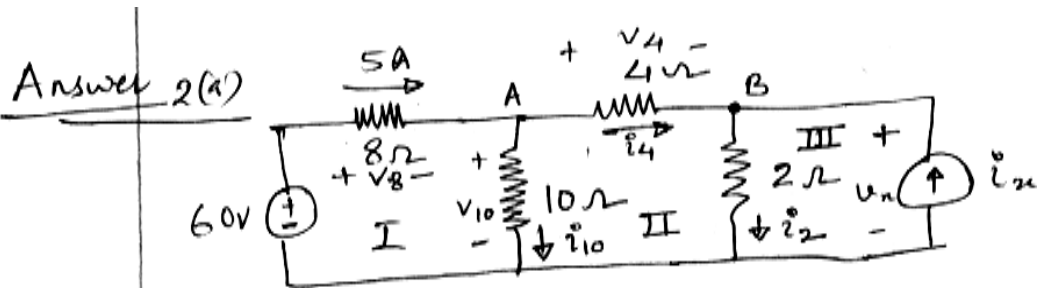 Answer 2(a)
5A
+ V4 -
4Ω
A
B
8Ω
+ V8 -
i4
+
V10
-
10Ω
i10
60V
+
-
I
II
III
2Ω
i2
+
vx
-
ix